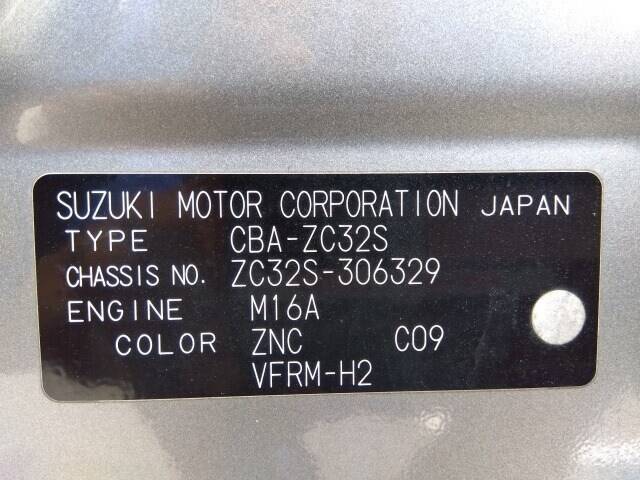 SUZUKI MOTOR CORPORATION JAPAN
TYPE CBA-ZC32S
CHASSIS NO. ZC32S-306329
ENGINE M16A
COLOR ZNC C09
VFRM-H2